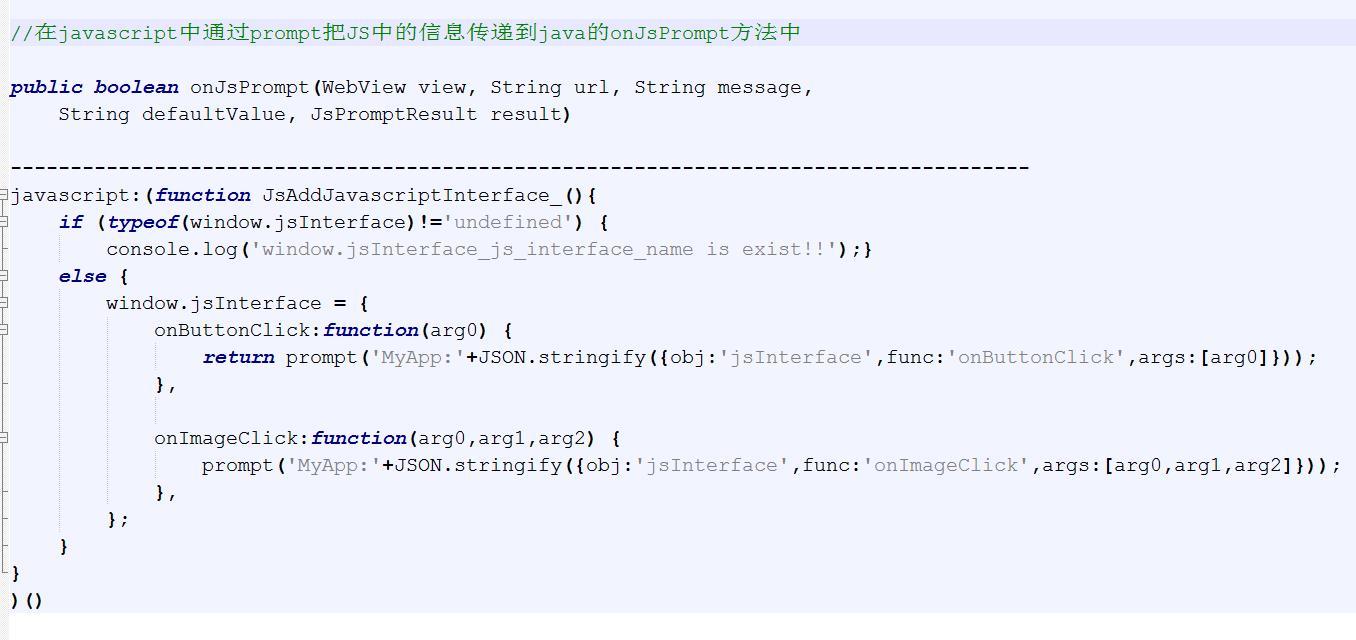 //在javascript中通过prompt把JS中的信息传递到java的onJsPrompt方法中
public boolean onJsPrompt(WebView view, String url, String message,
    String defaultValue, JsPromptResult result)
-------------------------------------------------------------------------------------
javascript:(function JsAddJavascriptInterface_(){
    if (typeof(window.jsInterface)!='undefined') {
        console.log('window.jsInterface_js_interface_name is exist!!');}
    else {
        window.jsInterface = {
            onButtonClick:function(arg0) {
                return prompt('MyApp:'+JSON.stringify({obj:'jsInterface',func:'onButtonClick',args:[arg0]}));
            },
            onImageClick:function(arg0,arg1,arg2) {
                prompt('MyApp:'+JSON.stringify({obj:'jsInterface',func:'onImageClick',args:[arg0,arg1,arg2]}));
            },
        };
    }
}
)()